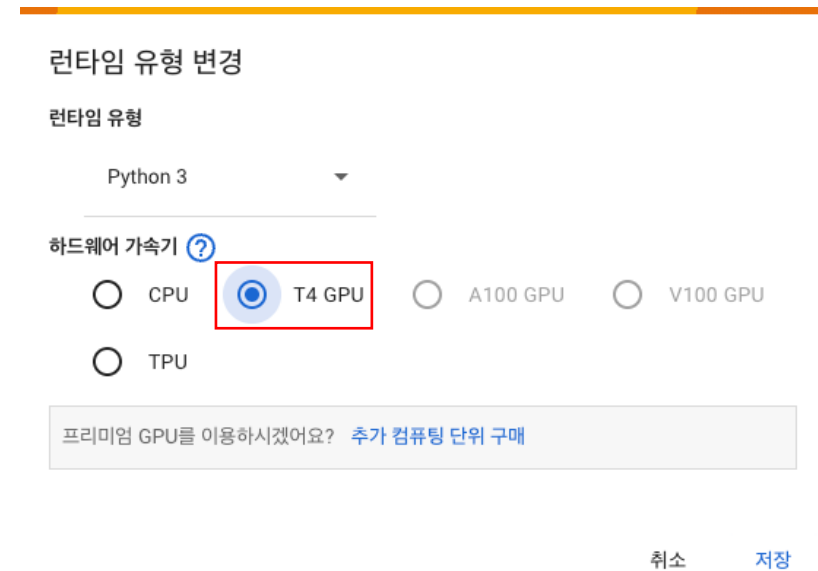 런타임 유형 변경
런타임 유형
Python 3
하드웨어 가속기 ?
CPU T4 GPU A100 GPU V100 GPU
TPU
프리미엄 GPU를 이용하시겠어요? 추가 컴퓨팅 단위 구매
취소 저장